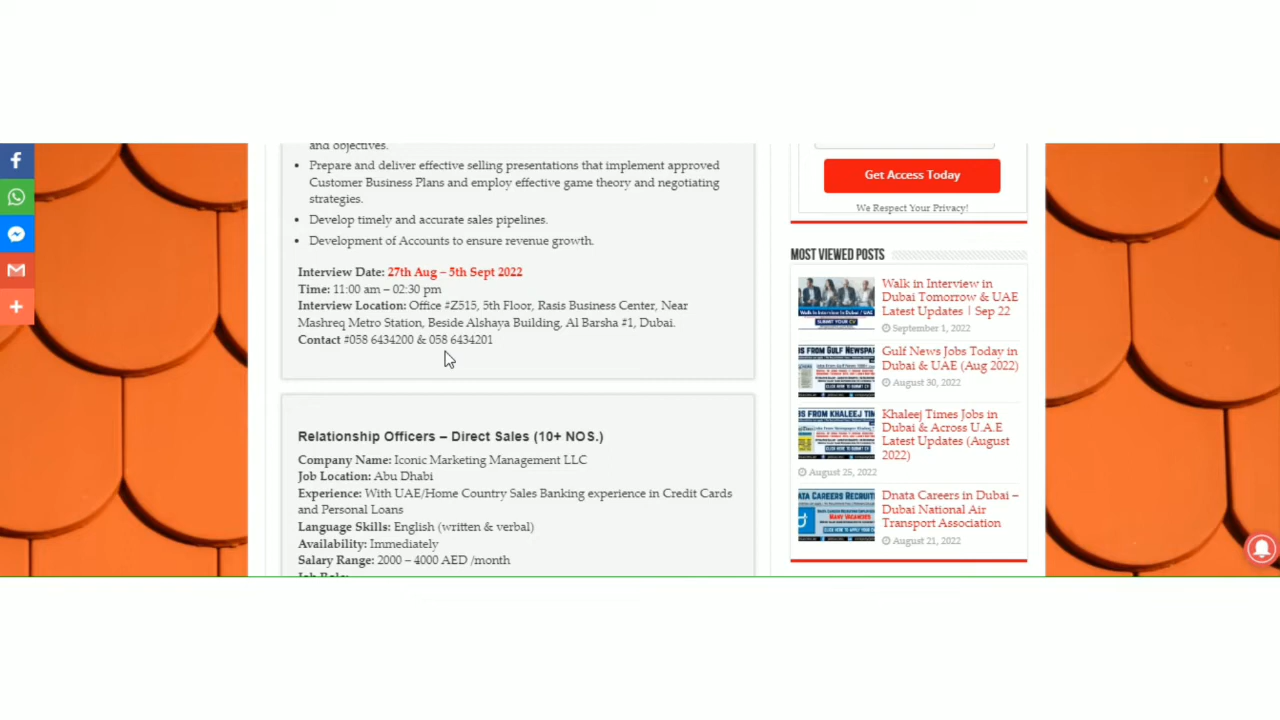 and objectives.
• Prepare and deliver effective selling presentations that implement approved
Customer Business Plans and employ effective game theory and negotiating
strategies.
• Develop timely and accurate sales pipelines.
• Development of Accounts to ensure revenue growth.
Interview Date: 27th Aug – 5th Sept 2022
Time: 11:00 am – 02:30 pm
Interview Location: Office #Z515, 5th Floor, Rasis Business Center, Near
Mashreq Metro Station, Beside Alshaya Building, Al Barsha #1, Dubai.
Contact #058 6434200 & 058 6434201
Relationship Officers – Direct Sales (10+ NOS.)
Company Name: Iconic Marketing Management LLC
Job Location: Abu Dhabi
Experience: With UAE/Home Country Sales Banking experience in Credit Cards
and Personal Loans
Language Skills: English (written & verbal)
Availability: Immediately
Salary Range: 2000 – 4000 AED /month
Get Access Today
We Respect Your Privacy!
MOST VIEWED POSTS
Walk in Interview in
Dubai Tomorrow & UAE
Latest Updates | Sep 22
September 1, 2022
Gulf News Jobs Today in
Dubai & UAE (Aug 2022)
August 30, 2022
Khaleej Times Jobs in
Dubai & Across U.A.E
Latest Updates (August
2022)
August 25, 2022
Dnata Careers in Dubai –
Dubai National Air
Transport Association
August 21, 2022